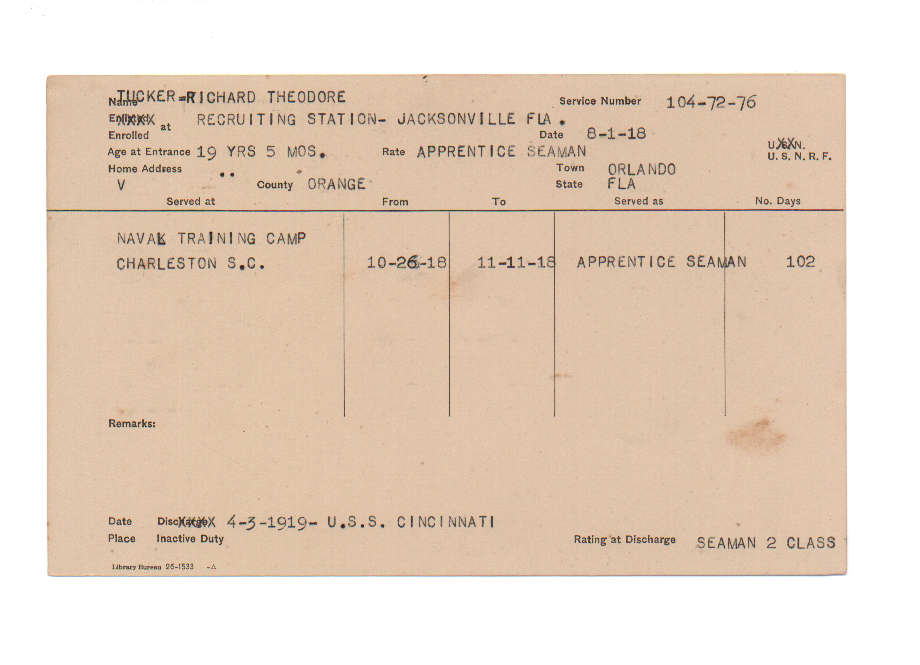 Name TUCKER-RICHARD THEODORE Service Number 104-72-76
Enlisted
Enrolled at RECRUITING STATION- JACKSONVILLE FLA. Date 8-1-18
Age at Entrance 19 YRS 5 MOS. Rate APPRENTICE SEAMAN U.S.N.
U. S. N. R. F.
Home Address .. Town ORLANDO
V County ORANGE State FLA
Served at From To Served as No. Days
NAVAL TRAINING CAMP
CHARLESTON S.C. 10-26-18 11-11-18 APPRENTICE SEAMAN 102
Remarks:
Date Discharge 4-3-1919- U.S.S. CINCINNATI
Place Inactive Duty Rating at Discharge SEAMAN 2 CLASS
Library Bureau 26-1533 -A